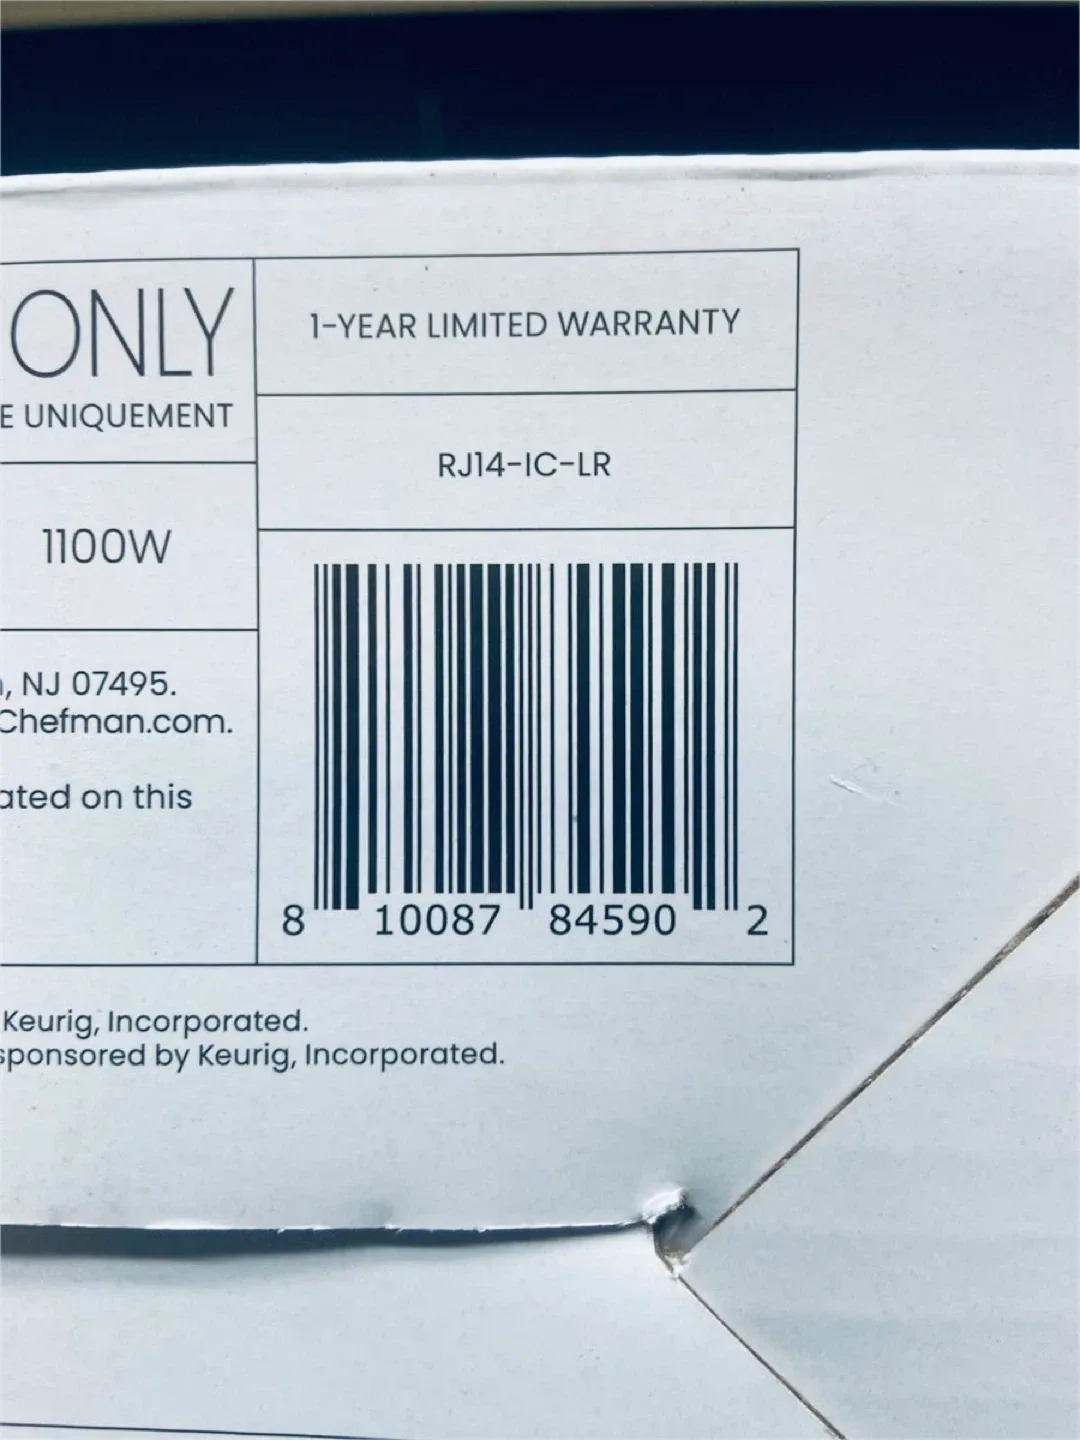 ONLY
E UNIQUEMENT
1100W
, NJ 07495.
Chefman.com.
ated on this
1-YEAR LIMITED WARRANTY
RJ14-IC-LR
8 10087 84590 2
Keurig, Incorporated.
sponsored by Keurig, Incorporated.